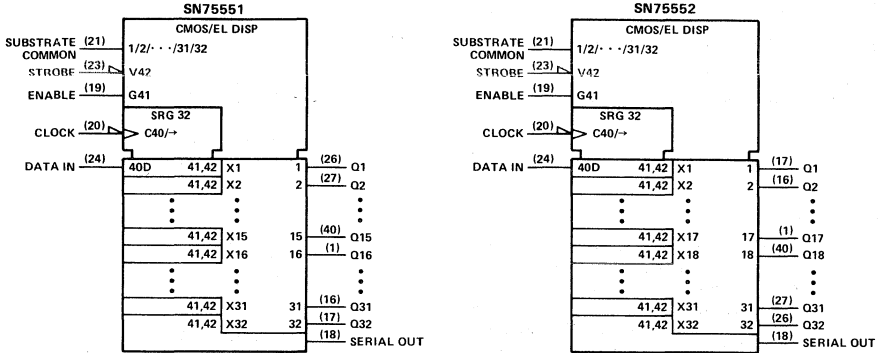 SN75551
CMOS/EL DISP
SUBSTRATE COMMON (21) 1/2/· · ·/31/32
STROBE (23) V42
ENABLE (19) G41
SRG 32
CLOCK (20) C40/→
DATA IN (24) 40D 41,42 X1 1 (26) Q1
41,42 X2 2 (27) Q2
41,42 X15 15 (40) Q15
41,42 X16 16 (1) Q16
41,42 X31 31 (16) Q31
41,42 X32 32 (17) Q32
(18) SERIAL OUT
SN75552
CMOS/EL DISP
SUBSTRATE COMMON (21) 1/2/· · ·/31/32
STROBE (23) V42
ENABLE (19) G41
SRG 32
CLOCK (20) C40/→
DATA IN (24) 40D 41,42 X1 1 (17) Q1
41,42 X2 2 (16) Q2
41,42 X17 17 (1) Q17
41,42 X18 18 (40) Q18
41,42 X31 31 (27) Q31
41,42 X32 32 (26) Q32
(18) SERIAL OUT